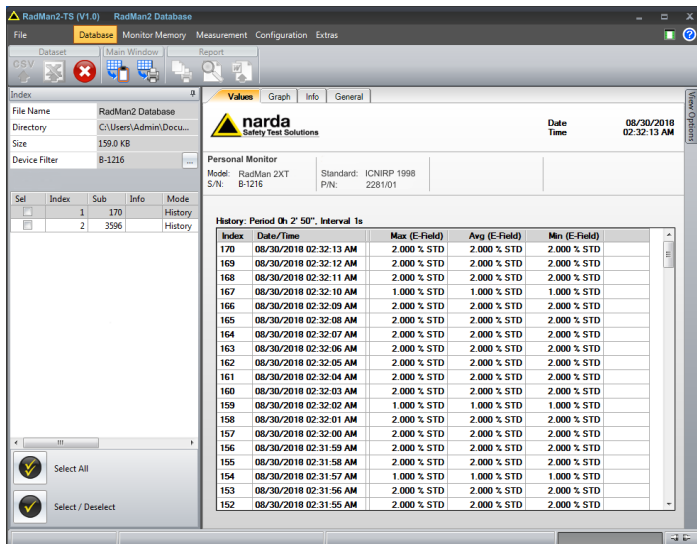 RadMan2-TS (V1.0) RadMan2 Database
File Database Monitor Memory Measurement Configuration Extras
Dataset Main Window Report
CSV
Index
File Name RadMan2 Database
Directory C:\Users\Admin\Docu...
Size 159.0 KB
Device Filter B-1216 ...
Sel Index Sub Info Mode
1 170 History
2 3596 History
Select All
Select / Deselect
Values Graph Info General
View Options
narda
Safety Test Solutions
Date 08/30/2018
Time 02:32:13 AM
Personal Monitor
Model: RadMan 2XT Standard: ICNIRP 1998
S/N: B-1216 P/N: 2281/01
History: Period 0h 2' 50", Interval 1s
Index Date/Time Max (E-Field) Avg (E-Field) Min (E-Field)
170 08/30/2018 02:32:13 AM 2.000 % STD 2.000 % STD 2.000 % STD
169 08/30/2018 02:32:12 AM 2.000 % STD 2.000 % STD 2.000 % STD
168 08/30/2018 02:32:11 AM 2.000 % STD 2.000 % STD 2.000 % STD
167 08/30/2018 02:32:10 AM 1.000 % STD 1.000 % STD 1.000 % STD
166 08/30/2018 02:32:09 AM 2.000 % STD 2.000 % STD 2.000 % STD
165 08/30/2018 02:32:08 AM 2.000 % STD 2.000 % STD 2.000 % STD
164 08/30/2018 02:32:07 AM 2.000 % STD 2.000 % STD 2.000 % STD
163 08/30/2018 02:32:06 AM 2.000 % STD 2.000 % STD 2.000 % STD
162 08/30/2018 02:32:05 AM 2.000 % STD 2.000 % STD 2.000 % STD
161 08/30/2018 02:32:04 AM 2.000 % STD 2.000 % STD 2.000 % STD
160 08/30/2018 02:32:03 AM 2.000 % STD 2.000 % STD 2.000 % STD
159 08/30/2018 02:32:02 AM 1.000 % STD 1.000 % STD 1.000 % STD
158 08/30/2018 02:32:01 AM 2.000 % STD 2.000 % STD 2.000 % STD
157 08/30/2018 02:32:00 AM 2.000 % STD 2.000 % STD 2.000 % STD
156 08/30/2018 02:31:59 AM 2.000 % STD 2.000 % STD 2.000 % STD
155 08/30/2018 02:31:58 AM 2.000 % STD 2.000 % STD 2.000 % STD
154 08/30/2018 02:31:57 AM 1.000 % STD 1.000 % STD 1.000 % STD
153 08/30/2018 02:31:56 AM 2.000 % STD 2.000 % STD 2.000 % STD
152 08/30/2018 02:31:55 AM 2.000 % STD 2.000 % STD 2.000 % STD